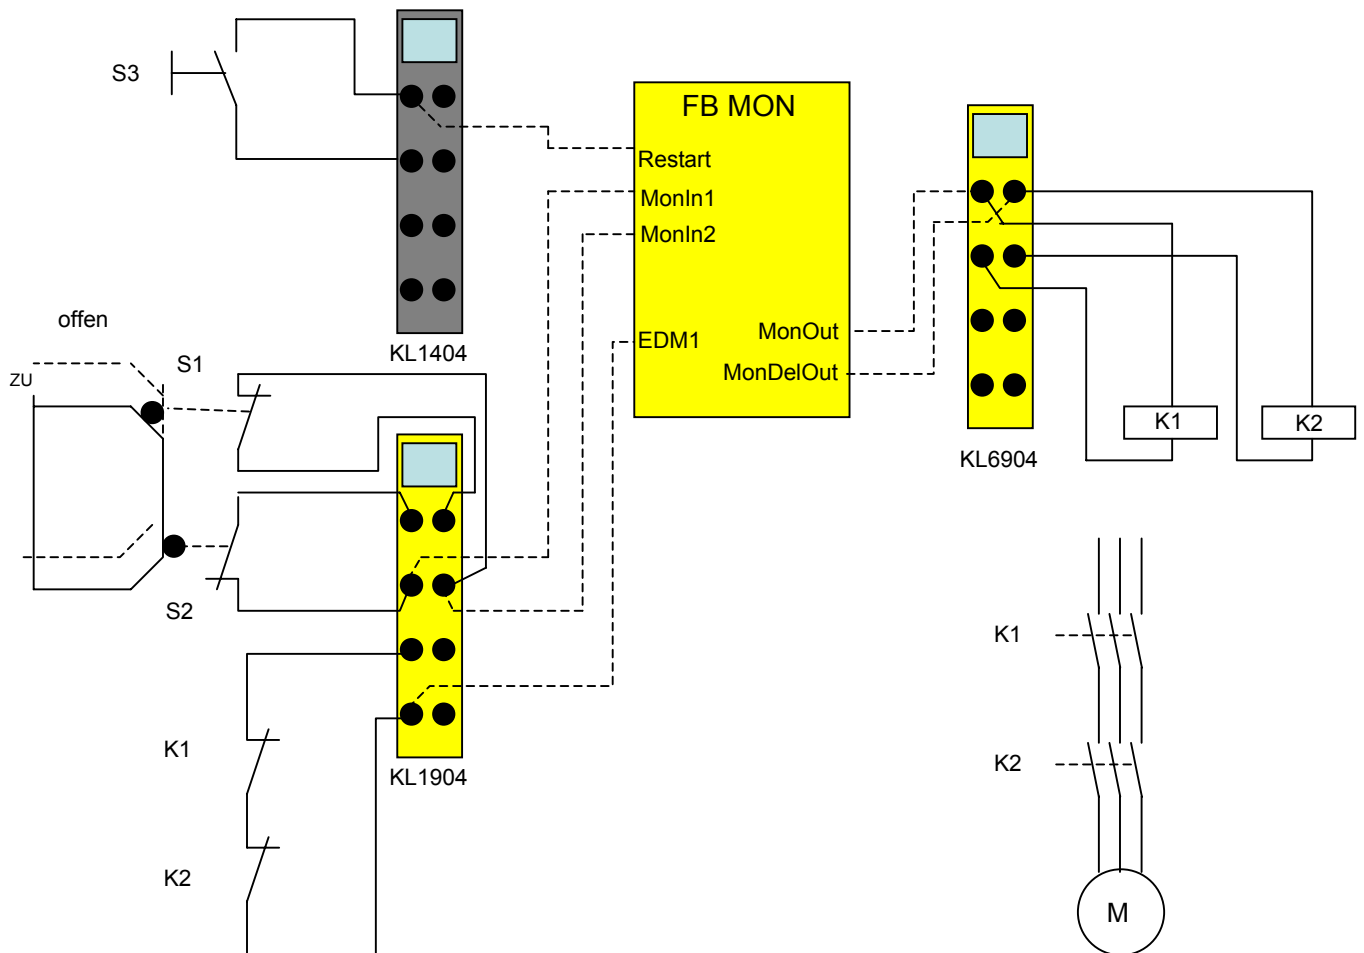 S3
FB MON
Restart
MonIn1
MonIn2
EDM1
MonOut
MonDelOut
KL1404
offen
S1
ZU
S2
KL1904
KL6904
K1
K2
K1
K2
K1
K2
M